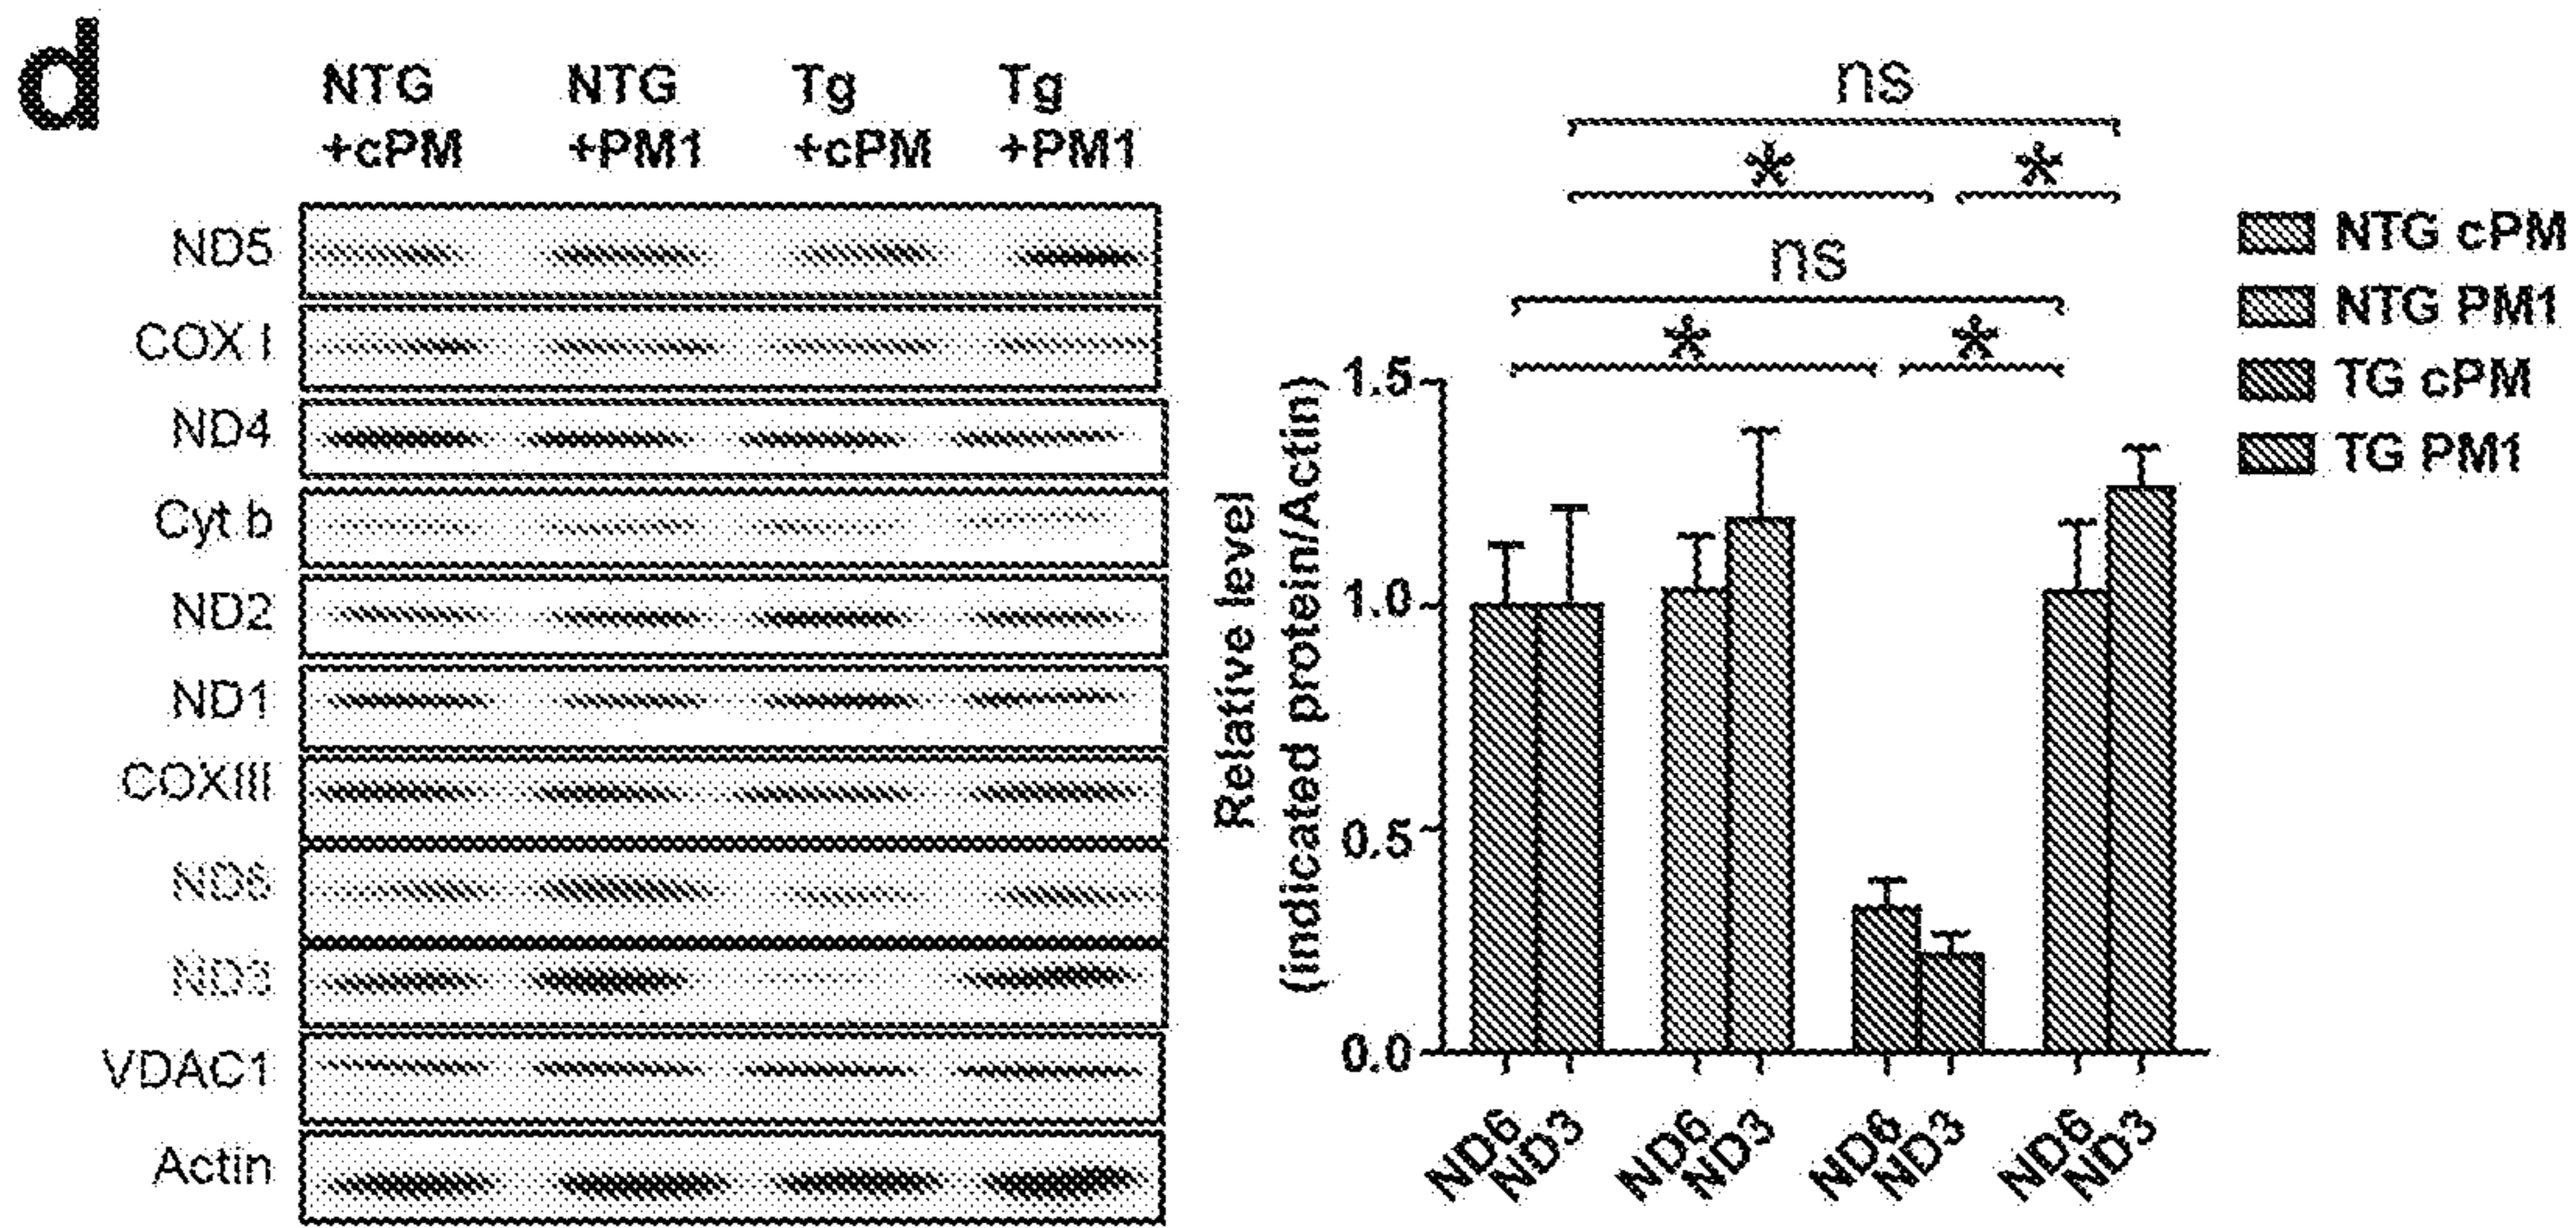 d
NTG +cPM
NTG +PM1
Tg +cPM
Tg +PM1
ND5
COX I
ND4
Cyt b
ND2
ND1
COXIII
ND6
ND3
VDAC1
Actin
ns
* *
ns
* *
Relative level
(indicated protein/Actin)
1.5
1.0
0.5
0.0
ND6 ND3 ND6 ND3 ND6 ND3 ND6 ND3
NTG cPM
NTG PM1
TG cPM
TG PM1